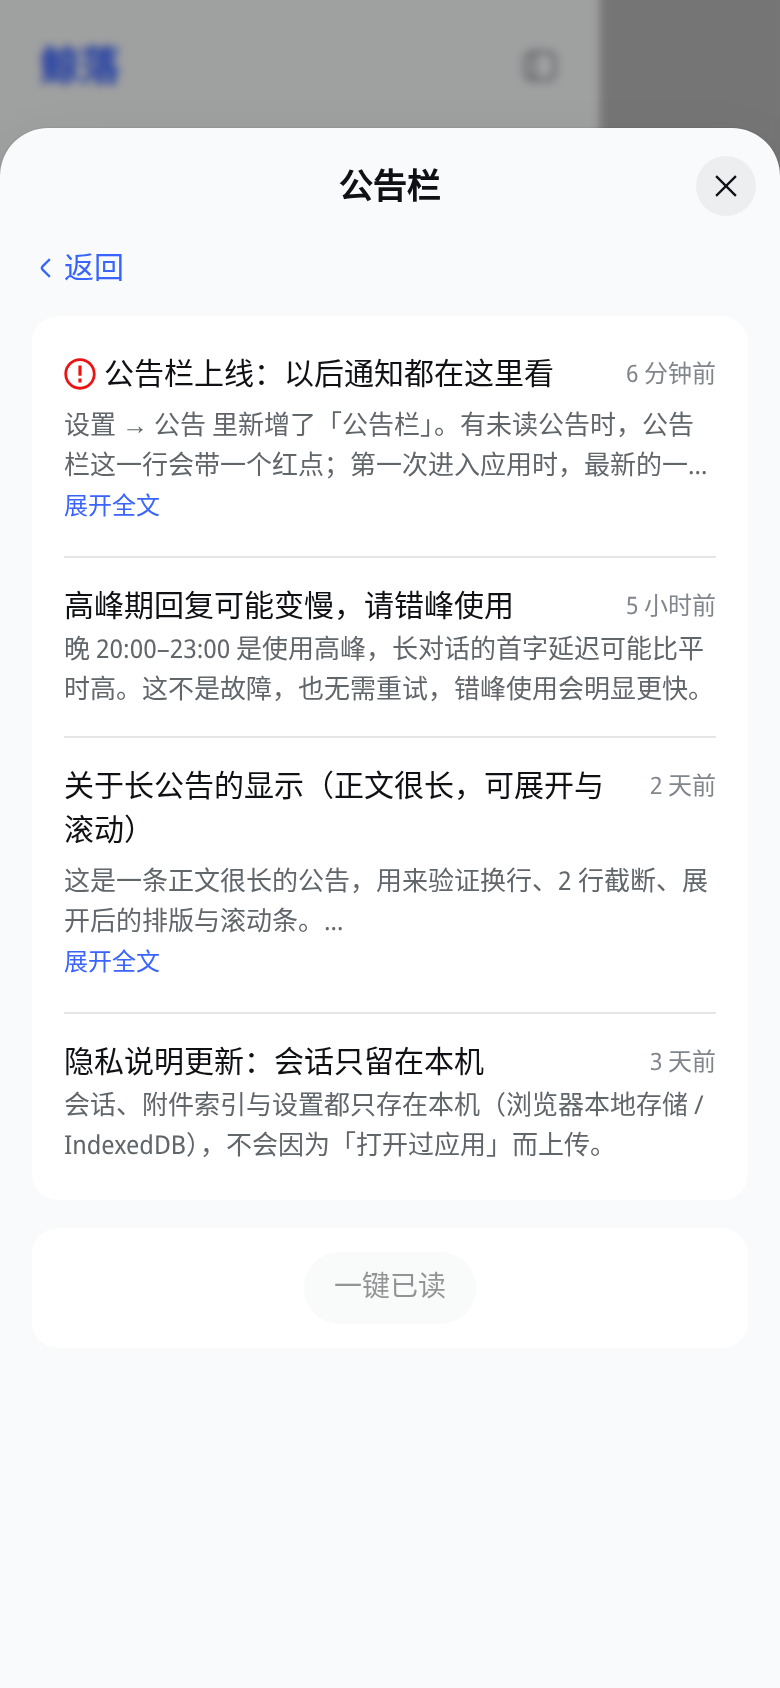 鲸落
公告栏
返回
公告栏上线：以后通知都在这里看
6 分钟前
设置 → 公告 里新增了「公告栏」。有未读公告时，公告
栏这一行会带一个红点；第一次进入应用时，最新的一...
展开全文
高峰期回复可能变慢，请错峰使用
5 小时前
晚 20:00–23:00 是使用高峰，长对话的首字延迟可能比平
时高。这不是故障，也无需重试，错峰使用会明显更快。
关于长公告的显示（正文很长，可展开与
2 天前
滚动）
这是一条正文很长的公告，用来验证换行、2 行截断、展
开后的排版与滚动条。...
展开全文
隐私说明更新：会话只留在本机
3 天前
会话、附件索引与设置都只存在本机（浏览器本地存储 /
IndexedDB），不会因为「打开过应用」而上传。
一键已读